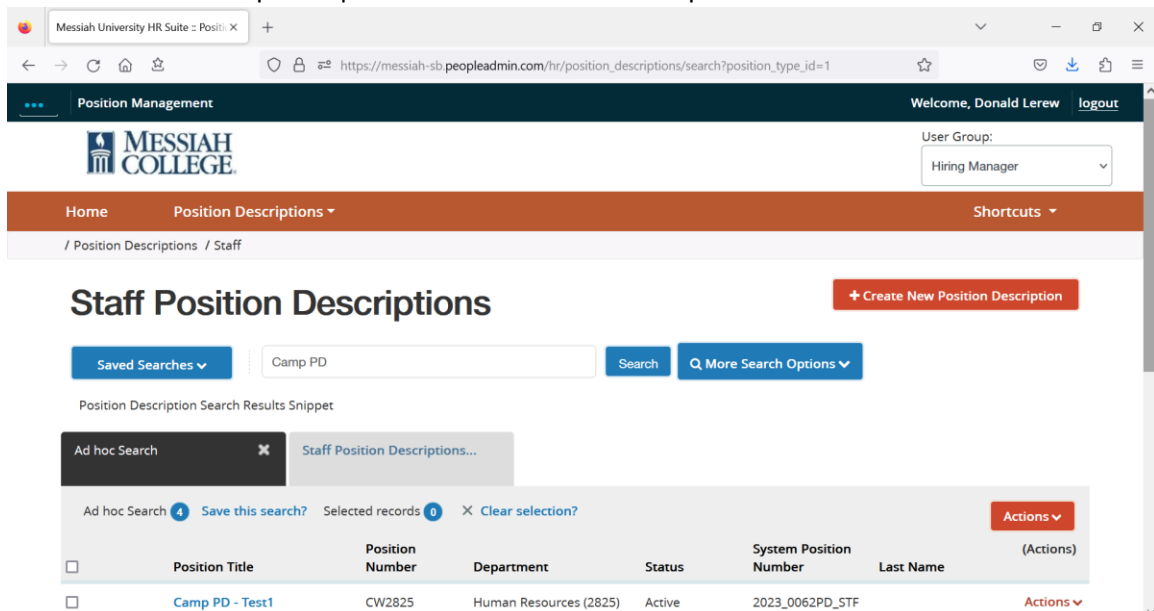 Messiah University HR Suite :: Positi
https://messiah-sb.peopleadmin.com/hr/position_descriptions/search?position_type_id=1
... Position Management Welcome, Donald Lerew logout
MESSIAH
COLLEGE.
User Group:
Hiring Manager
Home Position Descriptions Shortcuts
/ Position Descriptions / Staff
Staff Position Descriptions
+ Create New Position Description
Saved Searches Camp PD Search More Search Options
Position Description Search Results Snippet
Ad hoc Search Staff Position Descriptions...
Ad hoc Search 4 Save this search? Selected records 0 Clear selection?
Actions
Position Title Position Number Department Status System Position Number Last Name (Actions)
Camp PD - Test1 CW2825 Human Resources (2825) Active 2023_0062PD_STF Actions